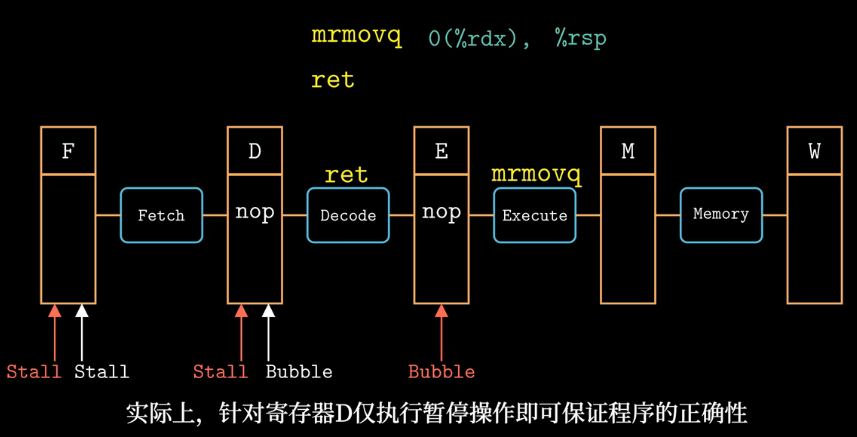 mrmovq 0(%rdx), %rsp
ret
F D E M W
ret mrmovq
nop nop
Fetch Decode Execute Memory
Stall Stall Stall Bubble Bubble
实际上，针对寄存器D仅执行暂停操作即可保证程序的正确性